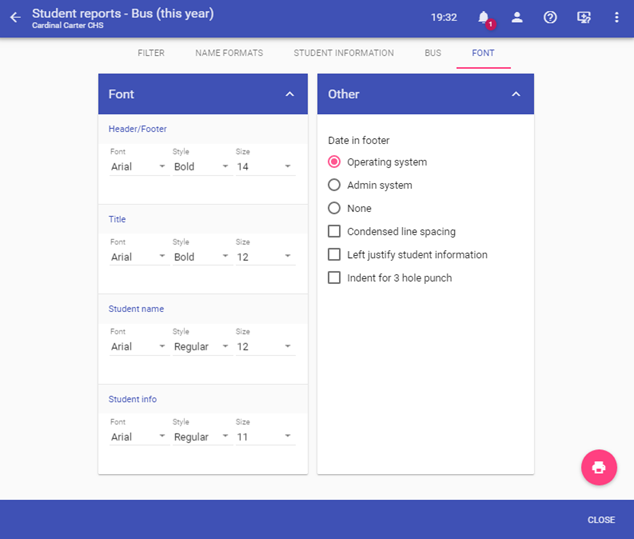 Student reports - Bus (this year)
Cardinal Carter CHS
19:32
1
FILTER
NAME FORMATS
STUDENT INFORMATION
BUS
FONT
Font
Header/Footer
Font Style Size
Arial Bold 14
Title
Font Style Size
Arial Bold 12
Student name
Font Style Size
Arial Regular 12
Student info
Font Style Size
Arial Regular 11
Other
Date in footer
Operating system
Admin system
None
Condensed line spacing
Left justify student information
Indent for 3 hole punch
CLOSE